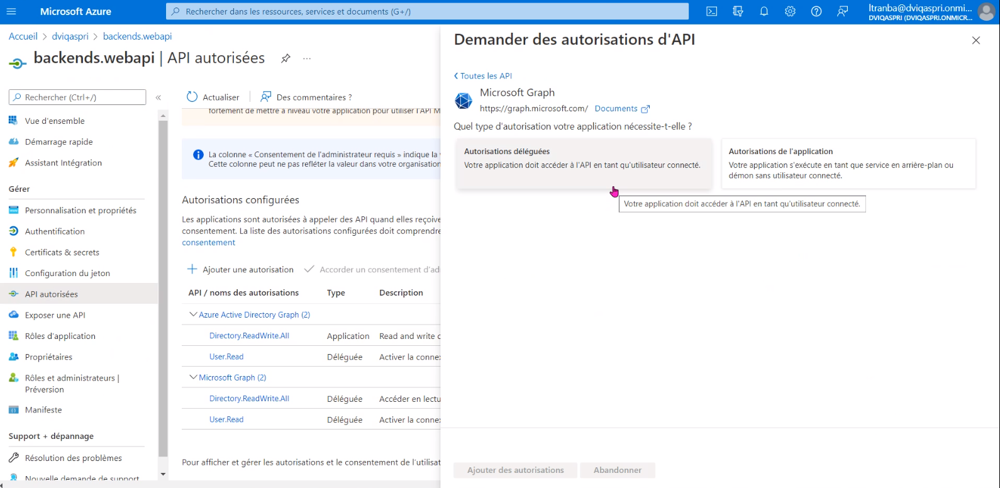 Microsoft Azure
Rechercher dans les ressources, services et documents (G+/)
ltranba@dviqaspri.onmi...
DVIQASPRI (DVIQASPRI.ONMICR...
Accueil > dviqaspri > backends.webapi
backends.webapi | API autorisées
...
Rechercher (Ctrl+/)
«
Vue d'ensemble
Démarrage rapide
Assistant Intégration
Gérer
Personnalisation et propriétés
Authentification
Certificats & secrets
Configuration du jeton
API autorisées
Exposer une API
Rôles d'application
Propriétaires
Rôles et administrateurs |
Préversion
Manifeste
Support + dépannage
Résolution des problèmes
Nouvelle demande de support
Actualiser
Des commentaires ?
fortement de mettre à niveau votre application pour utiliser l'API M
La colonne « Consentement de l'administrateur requis » indique la
Cette colonne peut ne pas refléter la valeur dans votre organisation
Autorisations configurées
Les applications sont autorisées à appeler des API quand elles reçoive
consentement. La liste des autorisations configurées doit comprendre
consentement
Ajouter une autorisation
Accorder un consentement d'ad
API / noms des autorisations Type Description
Azure Active Directory Graph (2)
Directory.ReadWrite.All Application Read and write d
User.Read Déléguée Activer la conne
Microsoft Graph (2)
Directory.ReadWrite.All Déléguée Accéder en lectu
User.Read Déléguée Activer la conne
Pour afficher et gérer les autorisations et le consentement de l'utilisat
Demander des autorisations d'API
Toutes les API
Microsoft Graph
https://graph.microsoft.com/ Documents
Quel type d'autorisation votre application nécessite-t-elle ?
Autorisations déléguées
Votre application doit accéder à l'API en tant qu'utilisateur connecté.
Autorisations de l'application
Votre application s'exécute en tant que service en arrière-plan ou
démon sans utilisateur connecté.
Votre application doit accéder à l'API en tant qu'utilisateur connecté.
Ajouter des autorisations
Abandonner